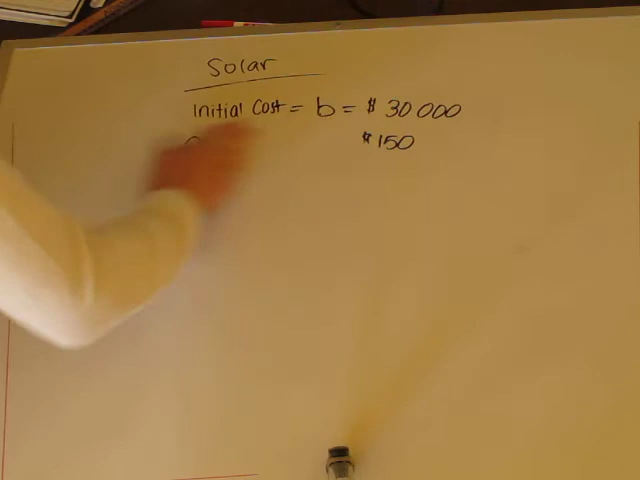 Solar
Initial Cost = b = $ 30 000
$150